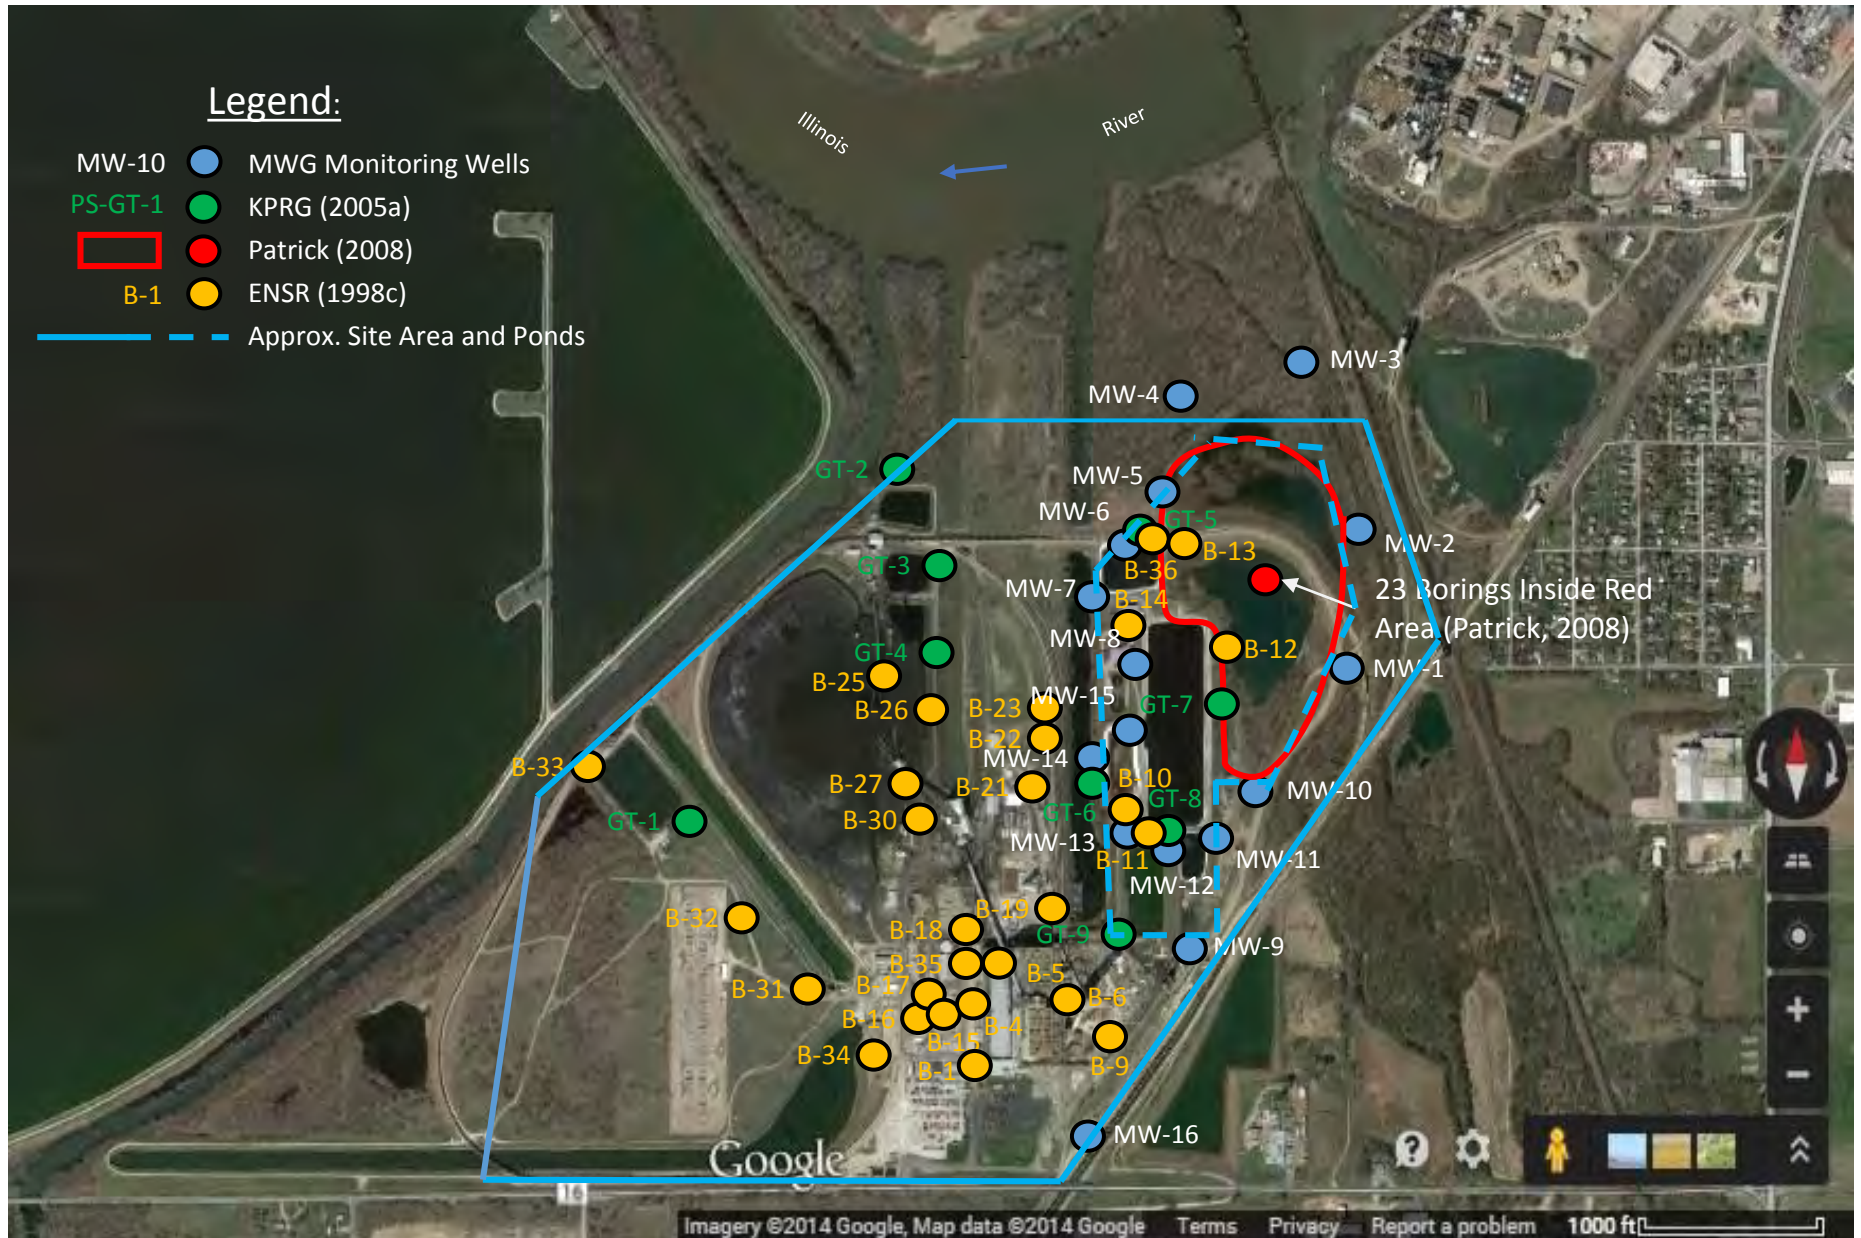 Legend:
MW-10 MWG Monitoring Wells
PS-GT-1 KPRG (2005a)
Patrick (2008)
B-1 ENSR (1998c)
Approx. Site Area and Ponds
Illinois River
MW-3
MW-4
GT-2
MW-5
MW-6
GT-5
MW-2
B-13
GT-3
B-36
MW-7
B-14
23 Borings Inside Red
Area (Patrick, 2008)
MW-8
GT-4
B-12
MW-1
B-25
MW-15
B-26
B-23
GT-7
B-22
MW-14
B-33
B-27
B-21
B-10
MW-10
GT-8
GT-6
GT-1
B-30
MW-13
B-11
MW-11
MW-12
B-32
B-19
B-18
GT-9
MW-9
B-35
B-5
B-17
B-31
B-6
B-16
B-4
B-15
B-34
B-1
B-9
MW-16
Google
16
Imagery ©2014 Google, Map data ©2014 Google Terms Privacy Report a problem 1000 ft